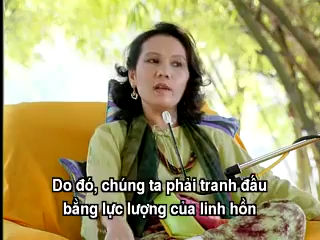 Do đó, chúng ta phải tranh đấu
bằng lực lượng của linh hồn